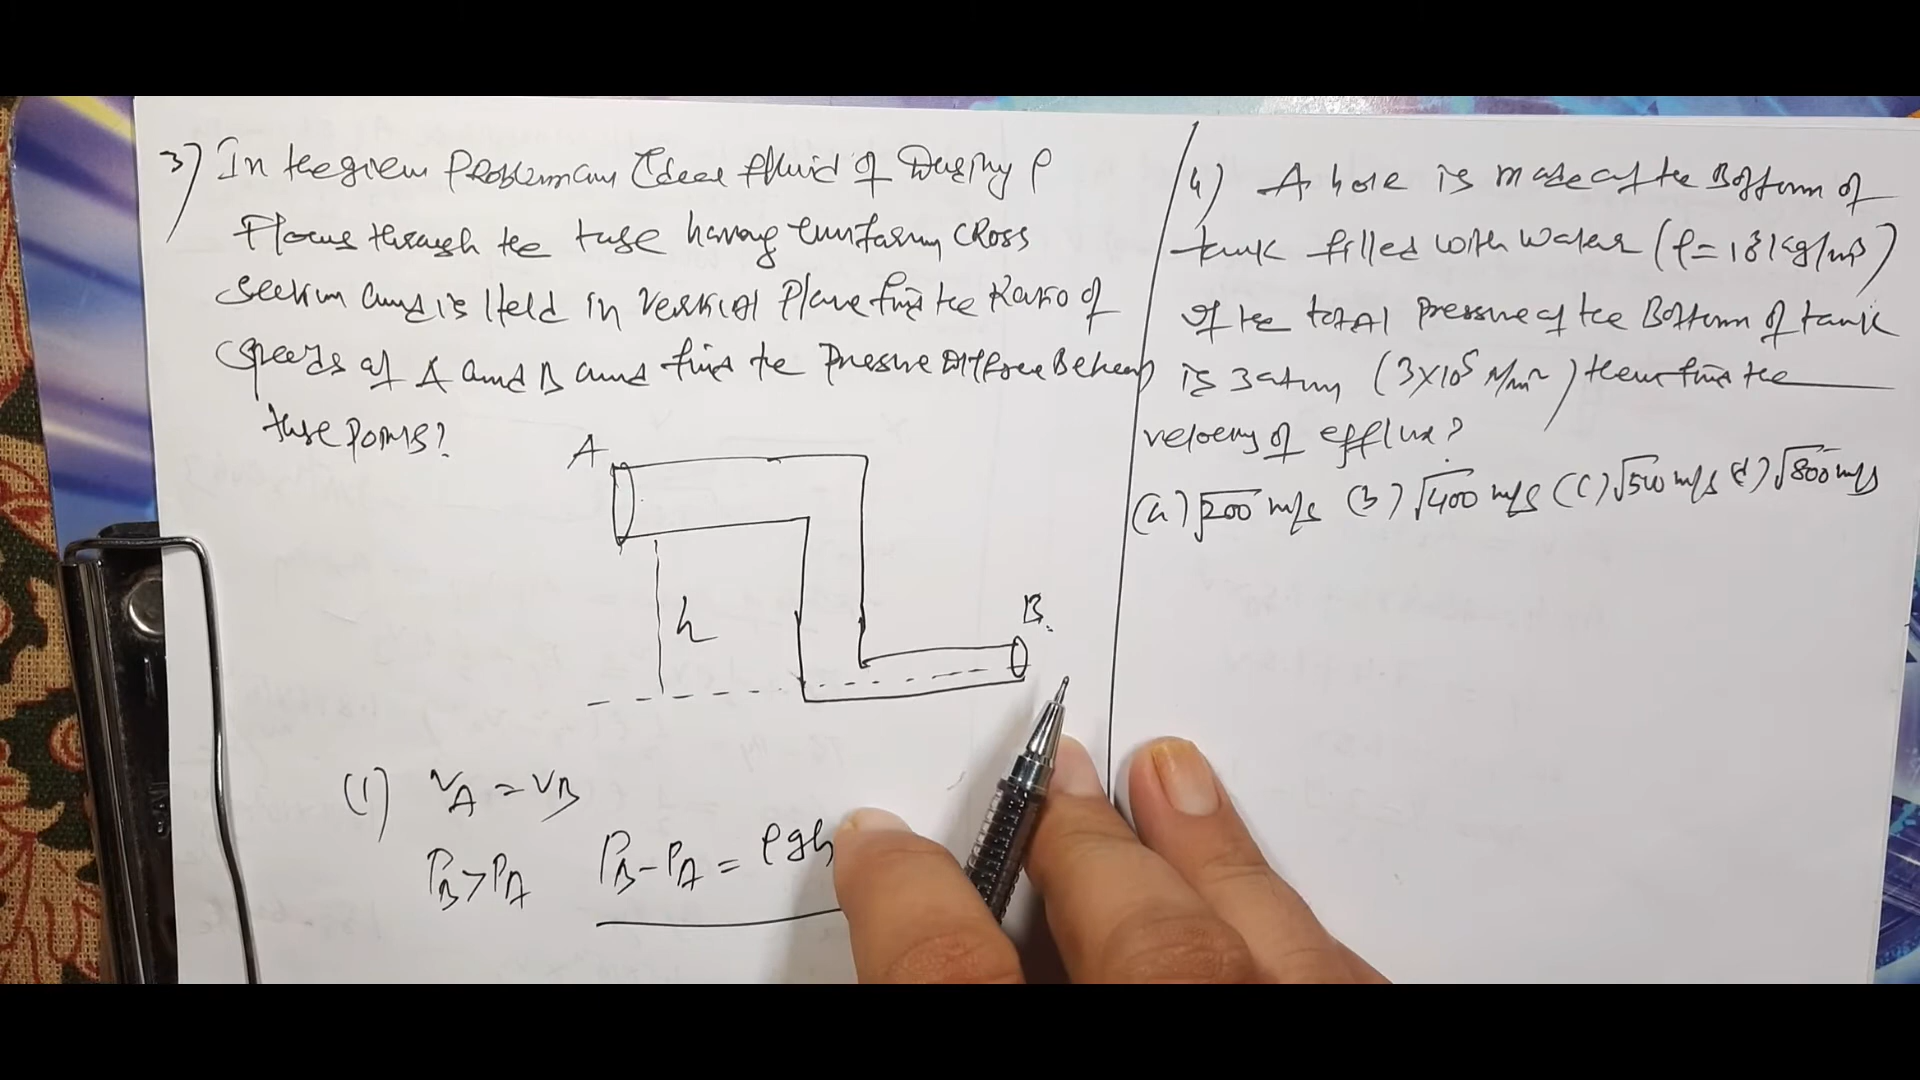 3) In the given Problem an Ideal fluid of Density ρ
Flows through the tube having uniform CRoss
Section and is Held in Vertical Plane find the Ratio of
speeds at A and B and find the Pressure Difference Between
these Points?
A
h
B.
(1) vA = vB
PB > PA PB - PA = ρgh
4) A hole is made at the Bottom of
tank filled with water (ρ = 10³ kg/m³)
If the total pressure at the Bottom of tank
is 3 atm (3×10⁵ N/m²) then find the
velocity of efflux?
(a) √200 m/s (b) √400 m/s (c) √500 m/s d) √800 m/s